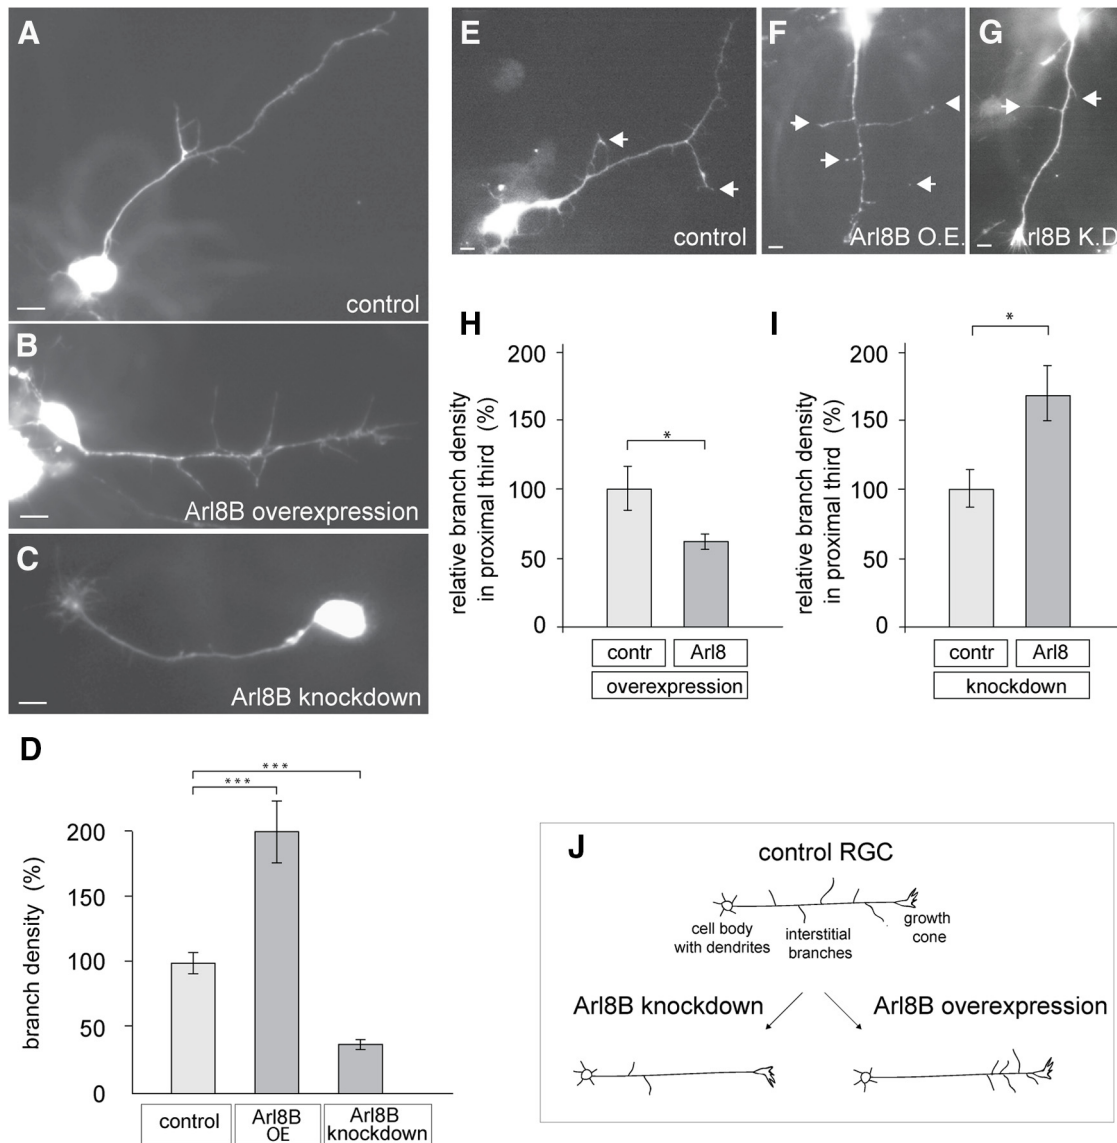 A
control
B
Arl8B overexpression
C
Arl8B knockdown
D
***
***
branch density (%)
200
150
100
50
0
control
Arl8B
OE
Arl8B
knockdown
E
control
F
Arl8B O.E.
G
Arl8B K.D
H
relative branch density
in proximal third (%)
200
150
100
50
0
*
contr
Arl8
overexpression
I
relative branch density
in proximal third (%)
200
150
100
50
0
*
contr
Arl8
knockdown
J
control RGC
cell body
with dendrites
interstitial
branches
growth
cone
Arl8B knockdown
Arl8B overexpression